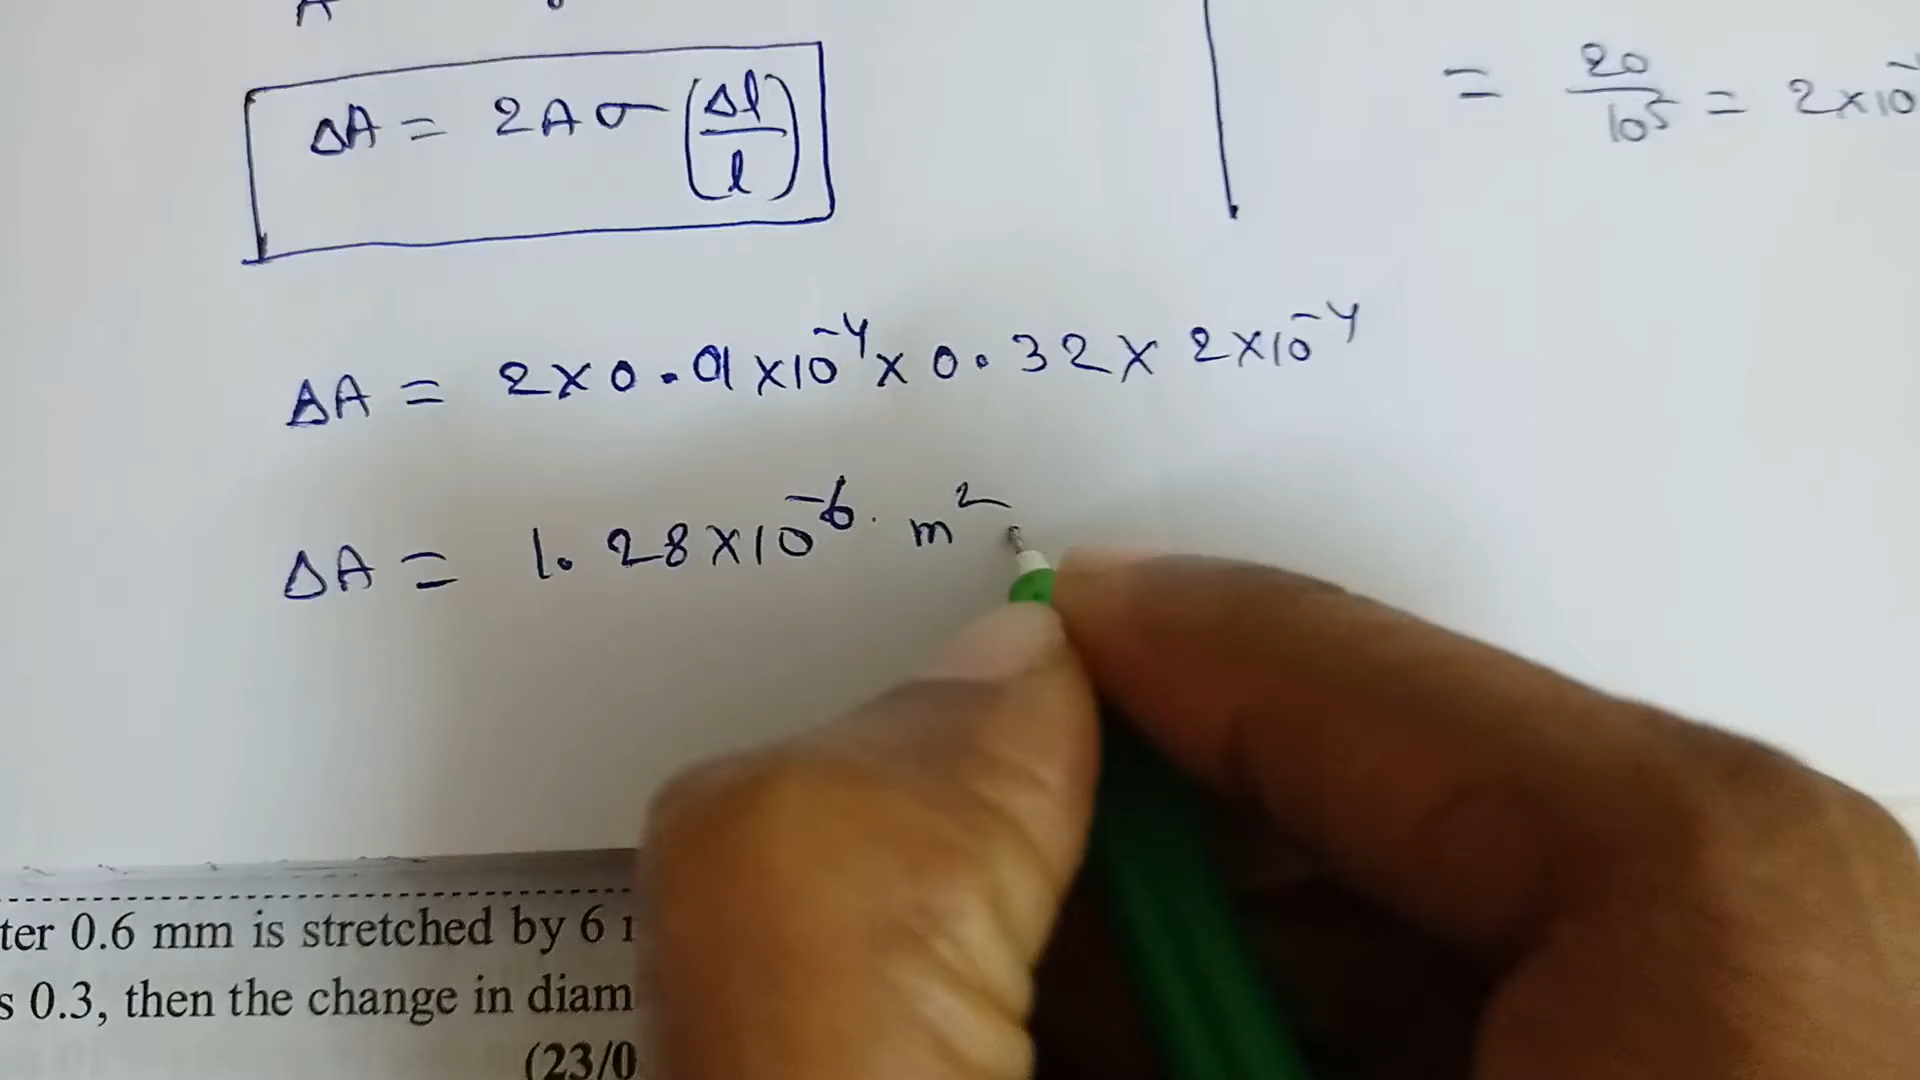 ΔA = 2Aσ (Δl/l)
= 20/10⁵ = 2×10⁻
ΔA = 2×0.01×10⁻⁴×0.32×2×10⁻⁴
ΔA = 1.28×10⁻⁶ m²
ter 0.6 mm is stretched by 6
s 0.3, then the change in diam
(23/0